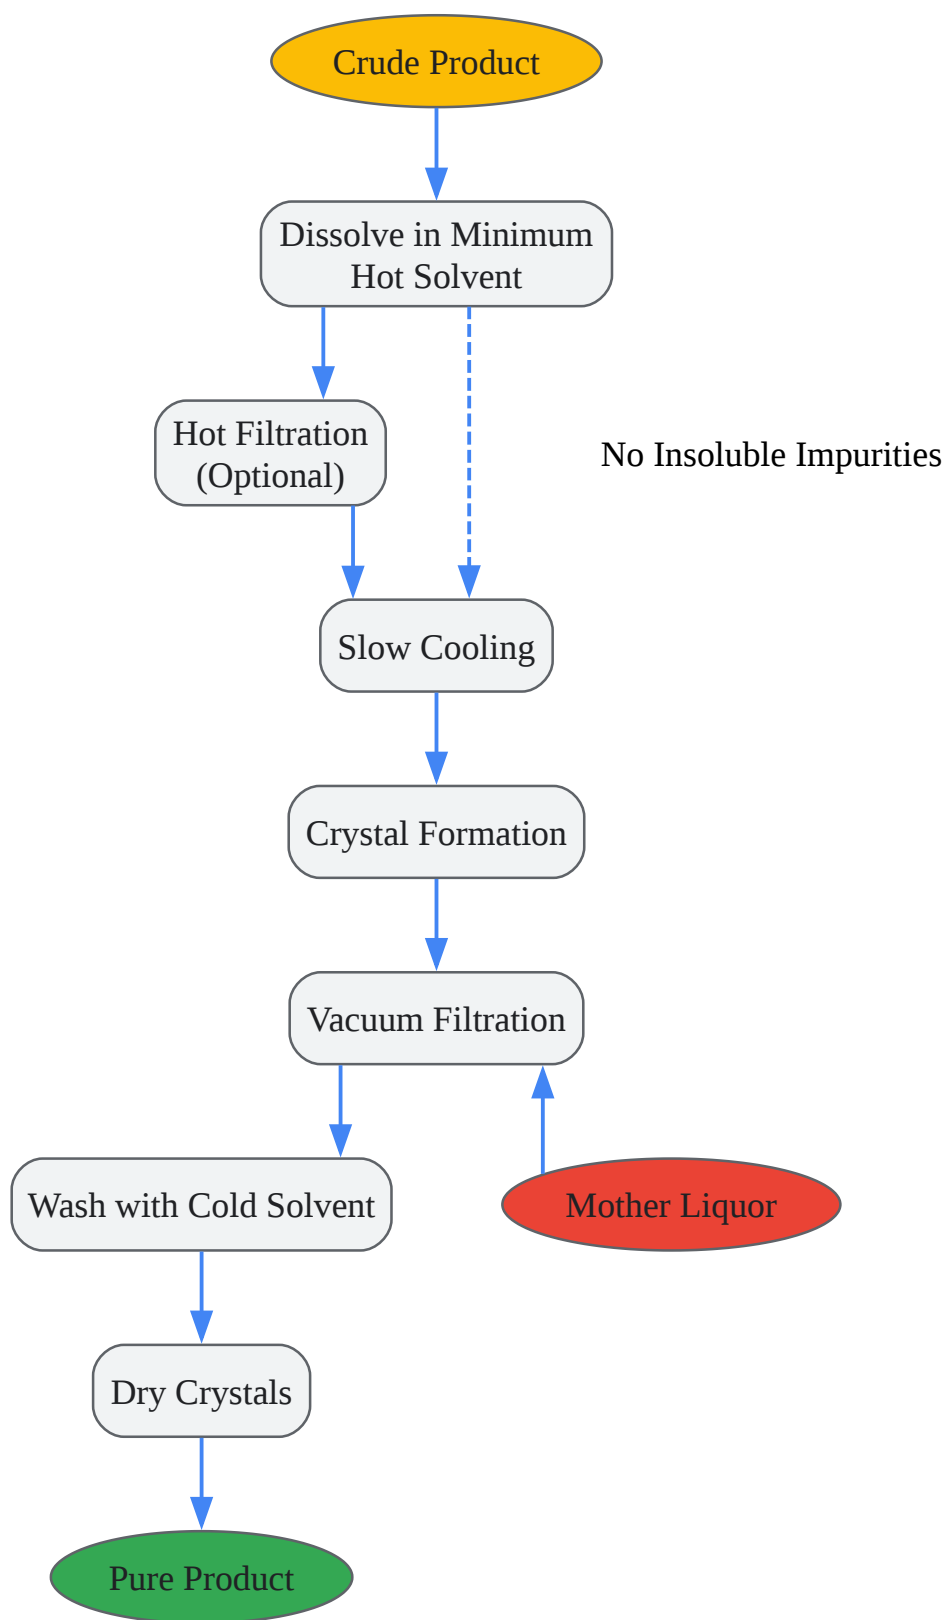 Crude Product
Dissolve in Minimum
Hot Solvent
Hot Filtration
(Optional)
No Insoluble Impurities
Slow Cooling
Crystal Formation
Vacuum Filtration
Wash with Cold Solvent
Mother Liquor
Dry Crystals
Pure Product